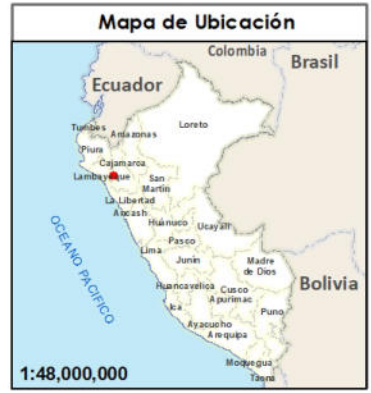 Mapa de Ubicación
Colombia
Brasil
Ecuador
Tumbes
Amazonas
Loreto
Piura
Cajamarca
Lambayeque
San
Martín
La Libertad
Ancash
Huánuco
Ucayali
Pasco
Lima
Junín
Madre
de Dios
OCEANO PACIFICO
Huancavelica
Cusco
Apurimac
Bolivia
Ica
Puno
Ayacucho
Arequipa
Moquegua
Tacna
1:48,000,000